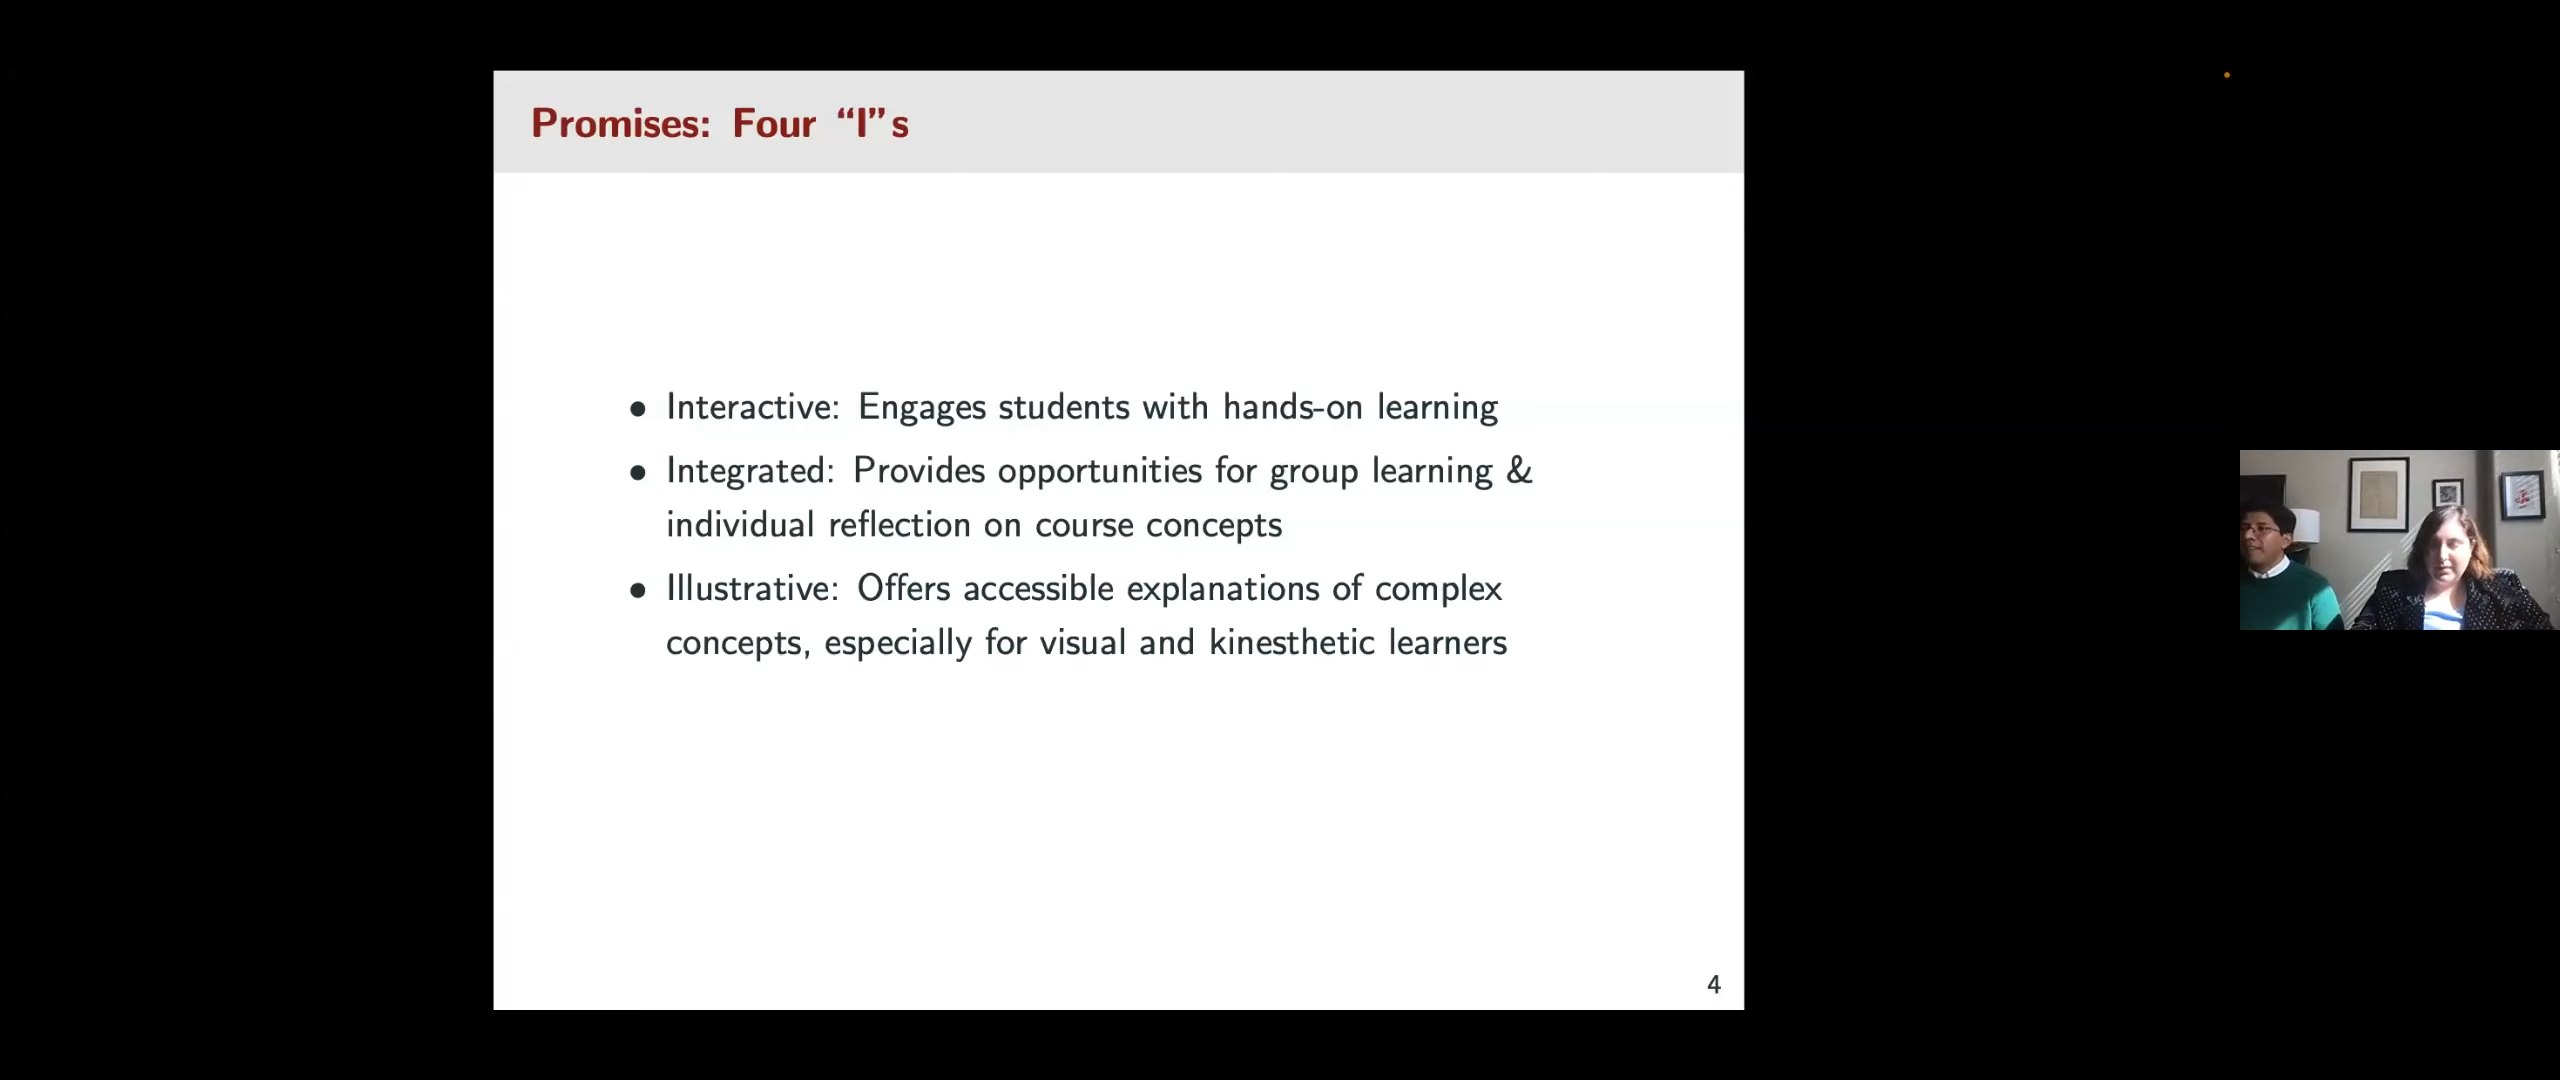 Promises: Four “I”s
• Interactive: Engages students with hands-on learning
• Integrated: Provides opportunities for group learning &
individual reflection on course concepts
• Illustrative: Offers accessible explanations of complex
concepts, especially for visual and kinesthetic learners
4